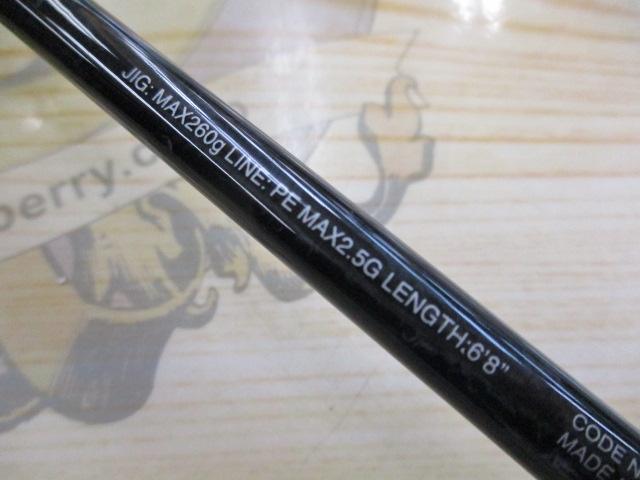 JIG: MAX260g LINE: PE MAX2.5G LENGTH:6'8"
CODE N
MADE
berry.c